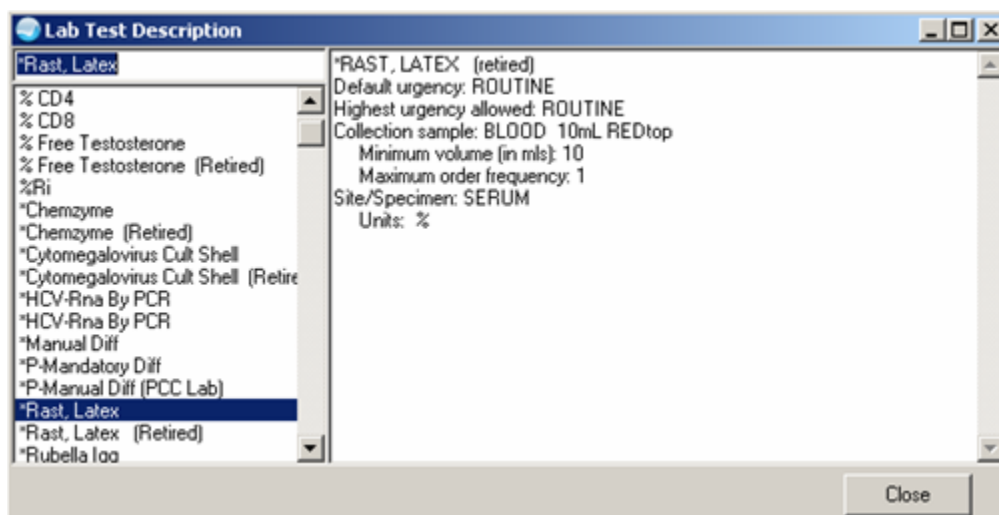 Lab Test Description
*Rast, Latex
% CD4
% CD8
% Free Testosterone
% Free Testosterone (Retired)
%Ri
*Chemzyme
*Chemzyme (Retired)
*Cytomegalovirus Cult Shell
*Cytomegalovirus Cult Shell (Retire
*HCV-Rna By PCR
*HCV-Rna By PCR
*Manual Diff
*P-Mandatory Diff
*P-Manual Diff (PCC Lab)
*Rast, Latex
*Rast, Latex (Retired)
*Rubella Igg
*RAST, LATEX (retired)
Default urgency: ROUTINE
Highest urgency allowed: ROUTINE
Collection sample: BLOOD 10mL REDtop
Minimum volume (in mls): 10
Maximum order frequency: 1
Site/Specimen: SERUM
Units: %
Close